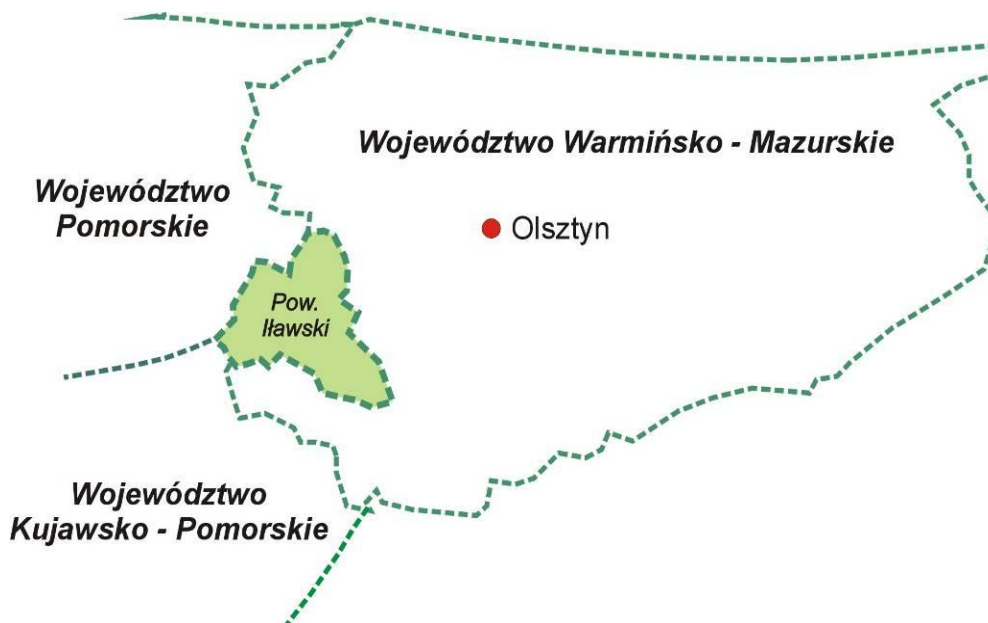 Województwo Warmińsko - Mazurskie
Województwo
Pomorskie
Olsztyn
Pow.
Iławski
Województwo
Kujawsko - Pomorskie